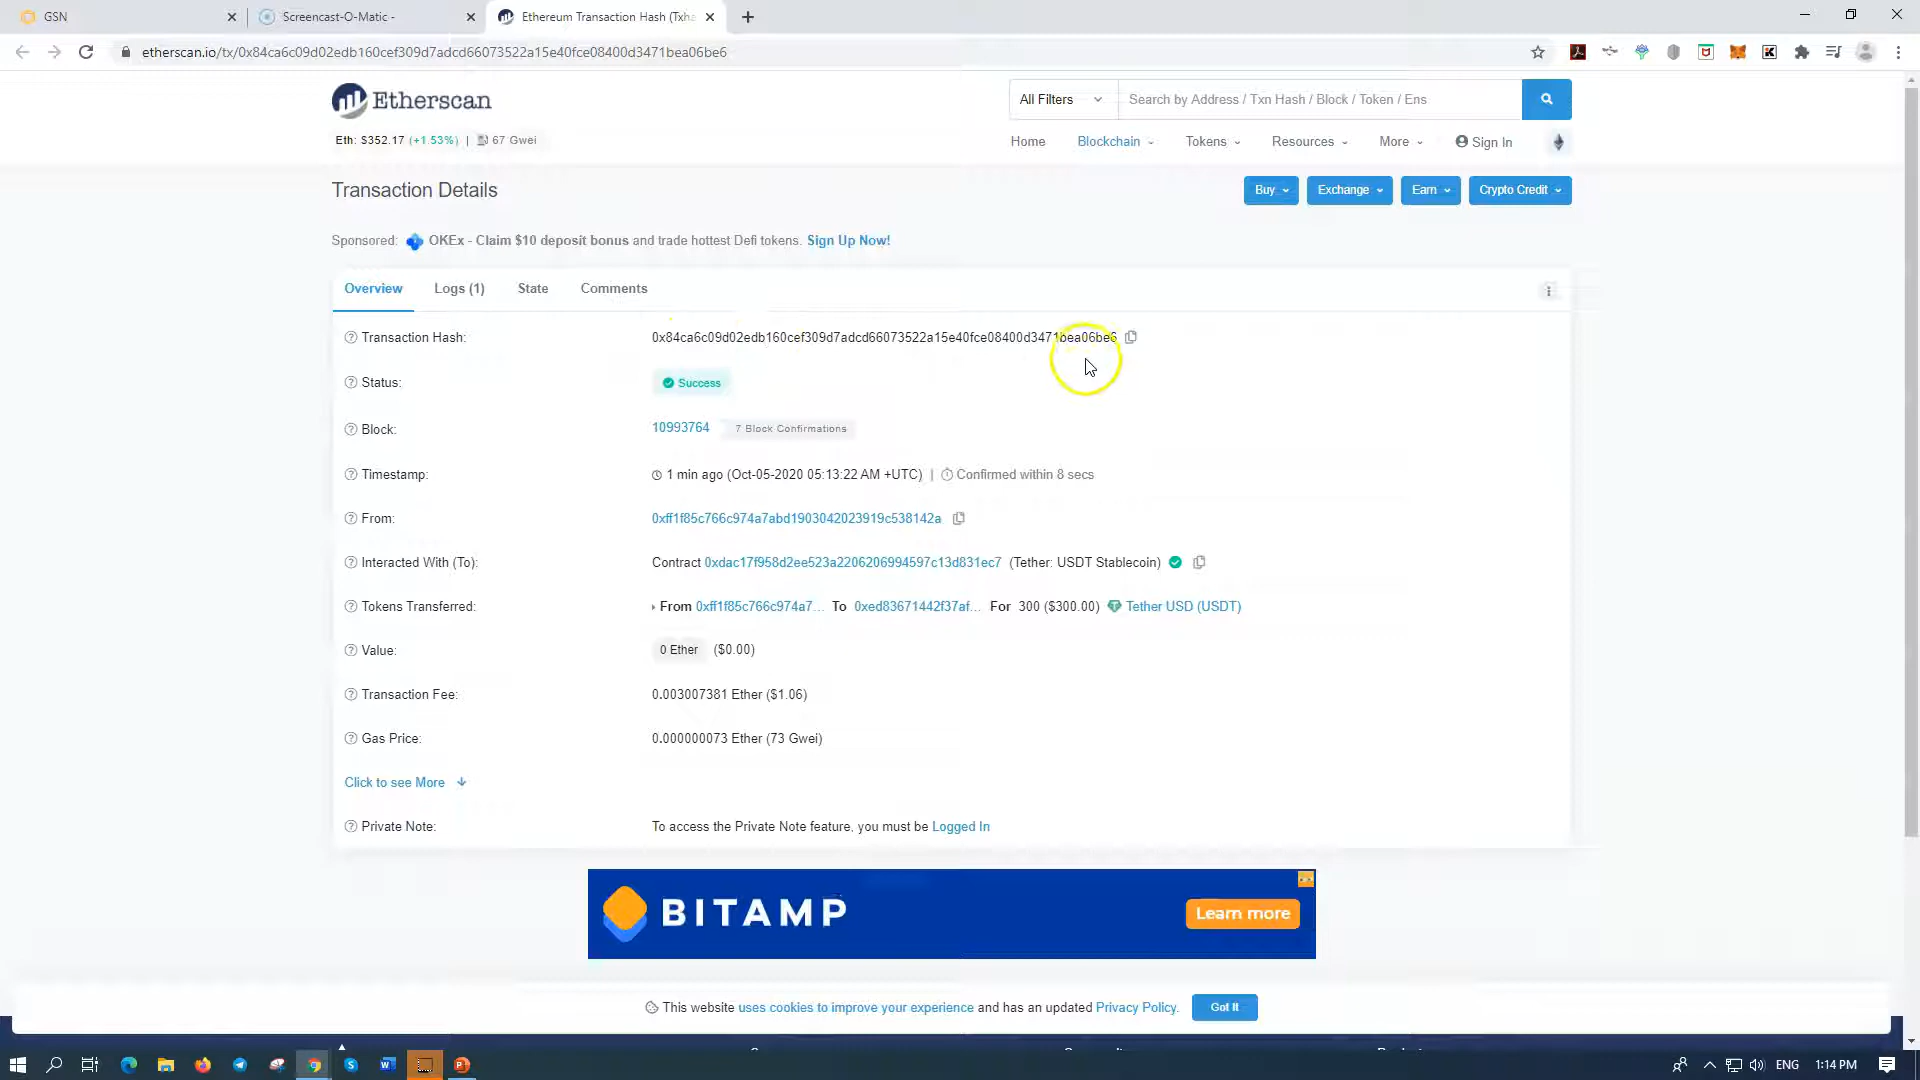 GSN
Screencast-O-Matic -
Ethereum Transaction Hash (Txha
etherscan.io/tx/0x84ca6c09d02edb160cef309d7adcd66073522a15e40fce08400d3471bea06be6
Etherscan
All Filters
Search by Address / Txn Hash / Block / Token / Ens
Eth: $352.17 (+1.53%) | 67 Gwei
Home Blockchain Tokens Resources More Sign In
Transaction Details
Buy Exchange Earn Crypto Credit
Sponsored: OKEx - Claim $10 deposit bonus and trade hottest Defi tokens. Sign Up Now!
Overview Logs (1) State Comments
Transaction Hash: 0x84ca6c09d02edb160cef309d7adcd66073522a15e40fce08400d3471bea06be6
Status: Success
Block: 10993764 7 Block Confirmations
Timestamp: 1 min ago (Oct-05-2020 05:13:22 AM +UTC) | Confirmed within 8 secs
From: 0xff1f85c766c974a7abd1903042023919c538142a
Interacted With (To): Contract 0xdac17f958d2ee523a2206206994597c13d831ec7 (Tether: USDT Stablecoin)
Tokens Transferred: From 0xff1f85c766c974a7... To 0xed83671442f37af... For 300 ($300.00) Tether USD (USDT)
Value: 0 Ether ($0.00)
Transaction Fee: 0.003007381 Ether ($1.06)
Gas Price: 0.000000073 Ether (73 Gwei)
Click to see More
Private Note: To access the Private Note feature, you must be Logged In
BITAMP
Learn more
This website uses cookies to improve your experience and has an updated Privacy Policy. Got It
ENG 1:14 PM